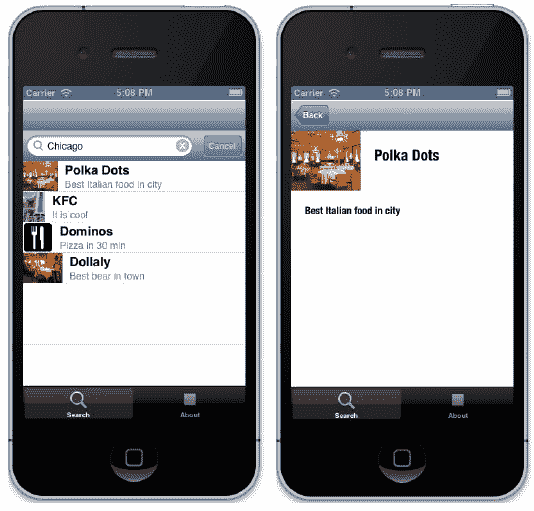 Carrier 5:08 PM
Chicago Cancel
Polka Dots
Best Italian food in city
KFC
It is cool
Dominos
Pizza in 30 min
Dollaly
Best bear in town
Search About
Carrier 5:08 PM
Back
Polka Dots
Best Italian food in city
Search About